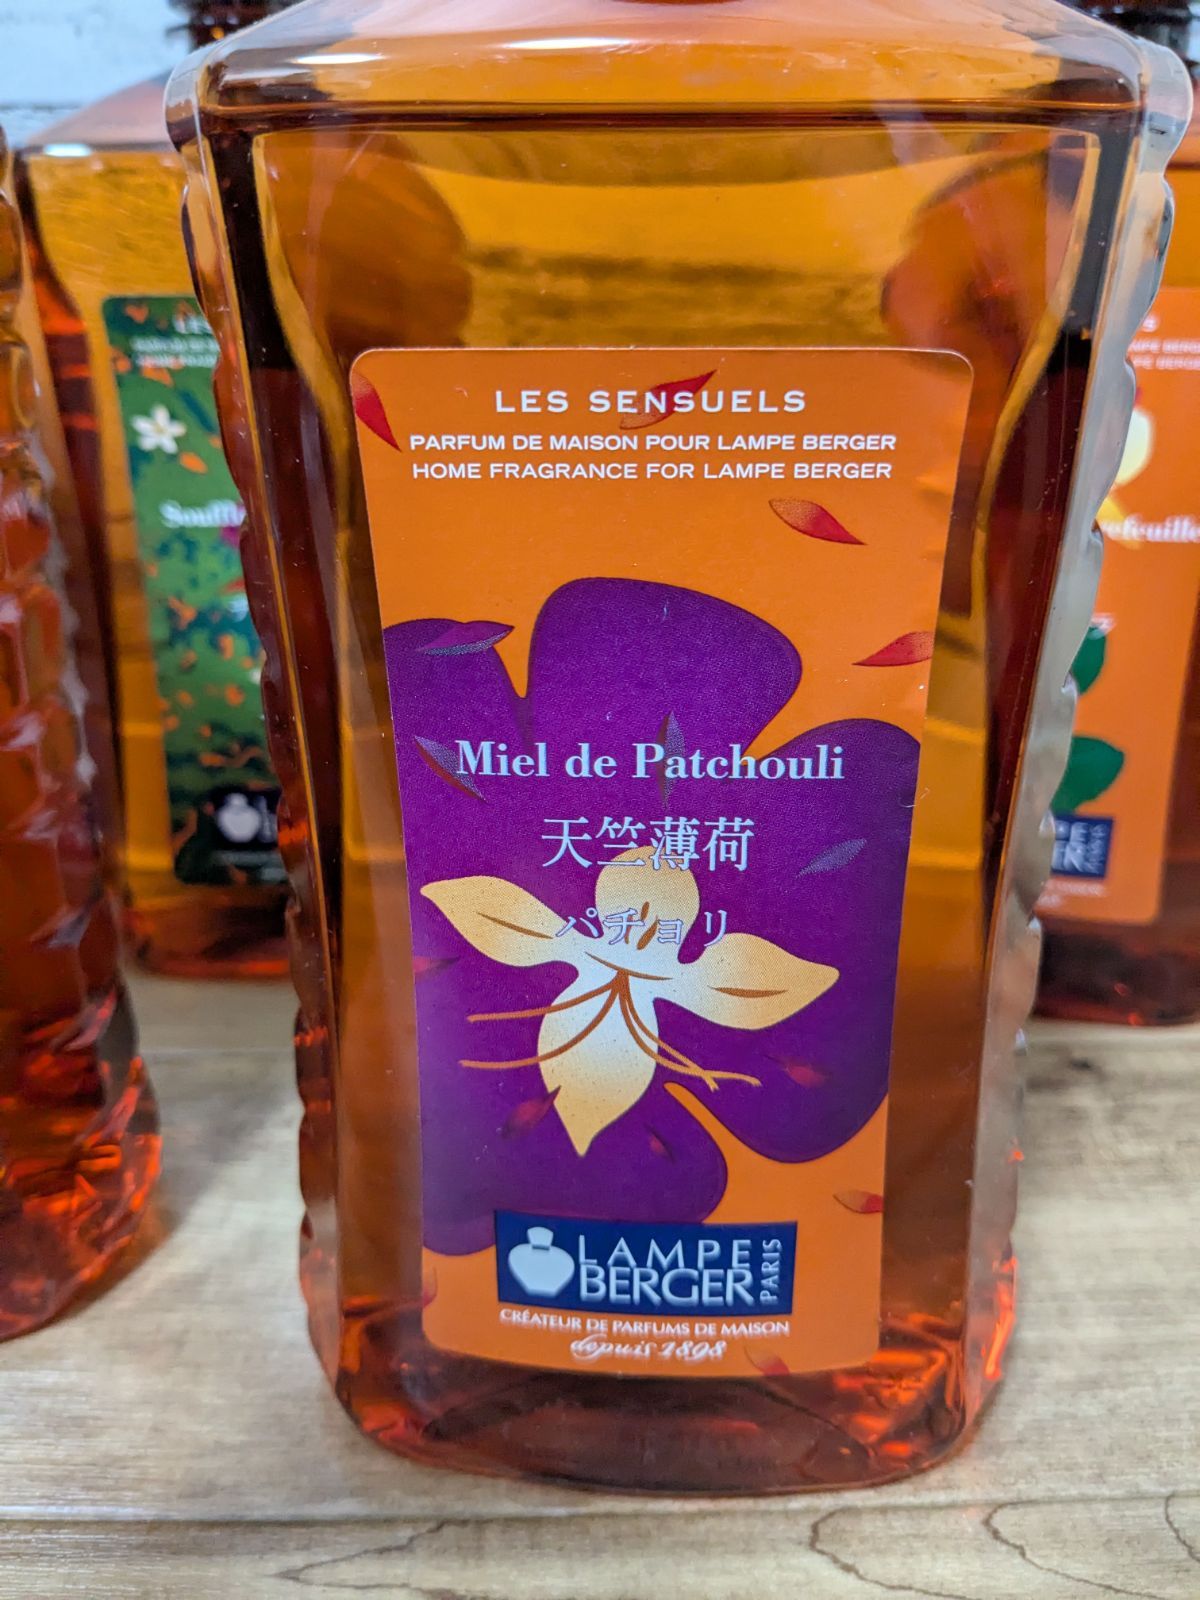 LES SENSUELS
PARFUM DE MAISON POUR LAMPE BERGER
HOME FRAGRANCE FOR LAMPE BERGER
Miel de Patchouli
天竺薄荷
パチョリ
LAMPE
BERGER
PARIS
CRÉATEUR DE PARFUMS DE MAISON
depuis 1898